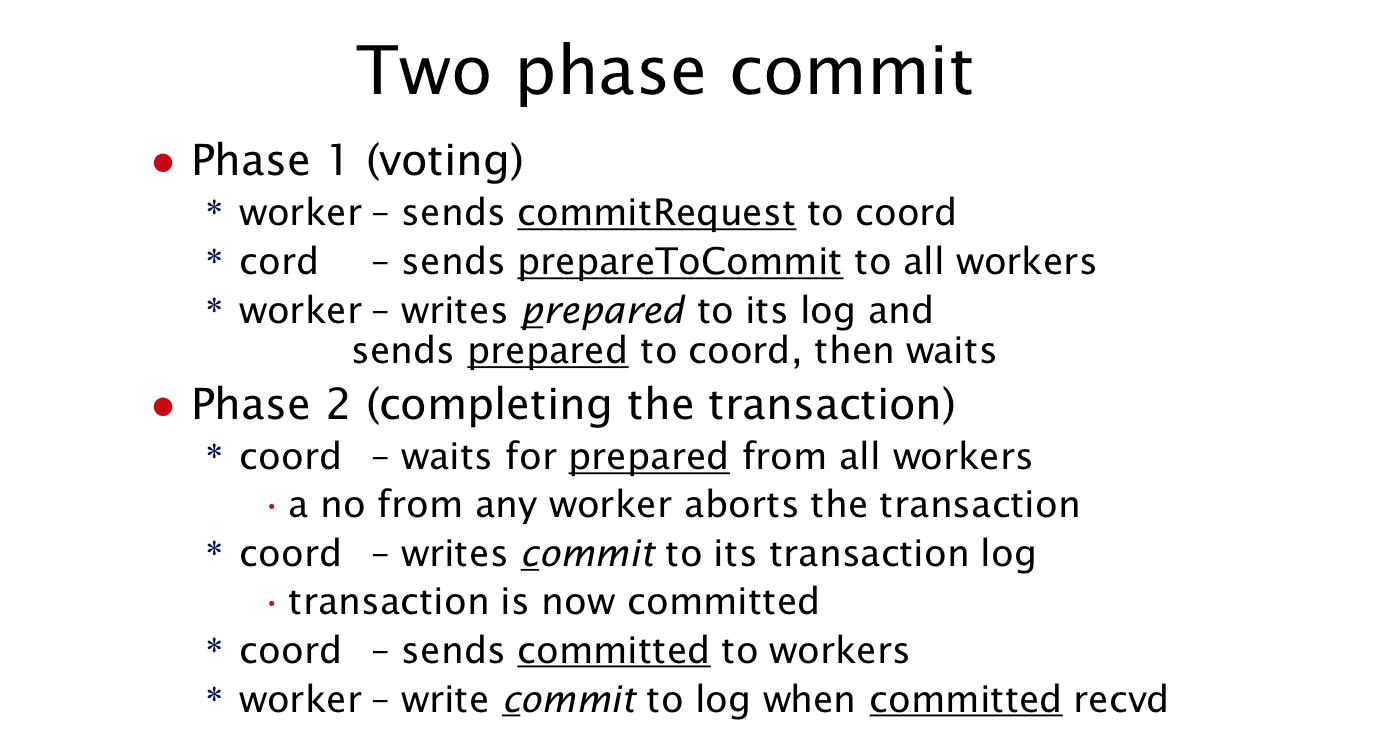 Two phase commit
● Phase 1 (voting)
* worker – sends commitRequest to coord
* cord – sends prepareToCommit to all workers
* worker – writes prepared to its log and
sends prepared to coord, then waits
● Phase 2 (completing the transaction)
* coord – waits for prepared from all workers
· a no from any worker aborts the transaction
* coord – writes commit to its transaction log
· transaction is now committed
* coord – sends committed to workers
* worker – write commit to log when committed recvd